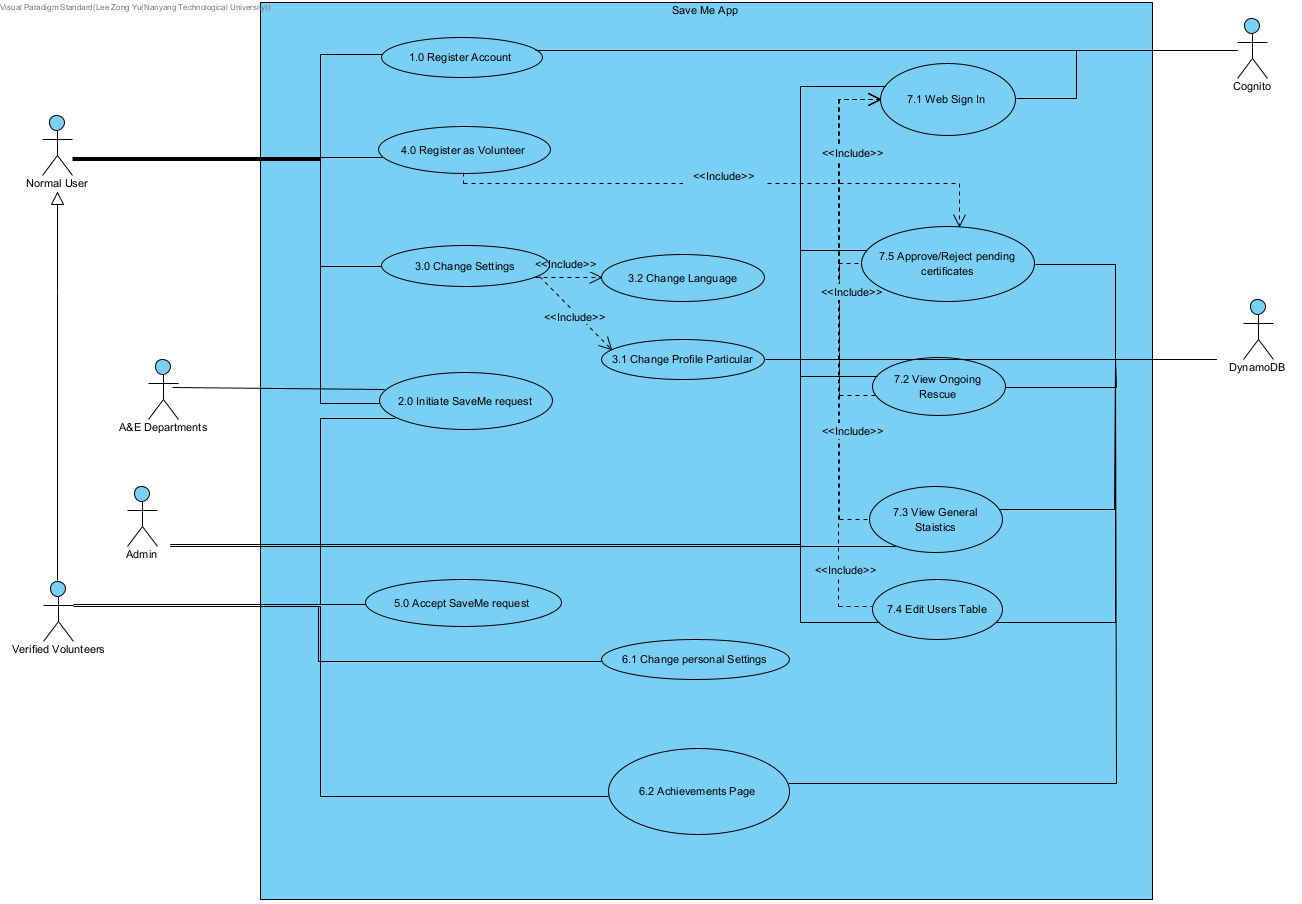 Visual Paradigm Standard(Lee Zong Yu(Nanyang Technological University))
Save Me App
1.0 Register Account
Cognito
7.1 Web Sign In
4.0 Register as Volunteer
<<Include>>
<<Include>>
Normal User
7.5 Approve/Reject pending
certificates
3.0 Change Settings
<<Include>>
3.2 Change Language
<<Include>>
<<Include>>
3.1 Change Profile Particular
DynamoDB
7.2 View Ongoing
Rescue
2.0 Initiate SaveMe request
A&E Departments
<<Include>>
7.3 View General
Staistics
Admin
<<Include>>
5.0 Accept SaveMe request
7.4 Edit Users Table
Verified Volunteers
6.1 Change personal Settings
6.2 Achievements Page